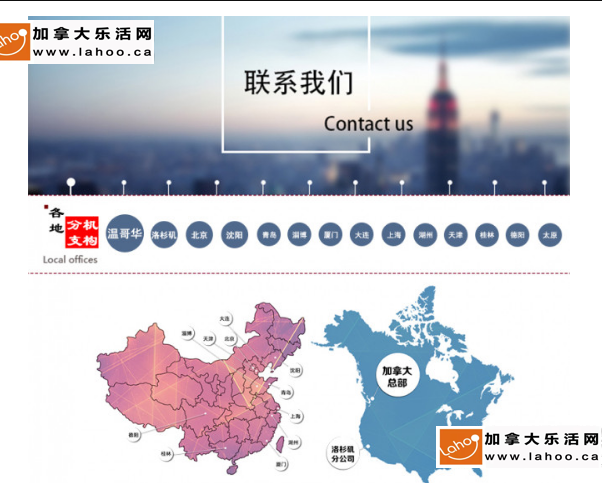 Lahoo
加拿大乐活网
www.lahoo.ca
联系我们
Contact us
各地
分机
支构
Local offices
温哥华 洛杉矶 北京 沈阳 青岛 淄博 厦门 大连 上海 湖州 天津 桂林 德阳 太原
大连
淄博
天津 北京
沈阳
青岛
上海
德阳
湖州
桂林
厦门
加拿大
总部
洛杉矶
分公司
Lahoo
加拿大乐活网
www.lahoo.ca